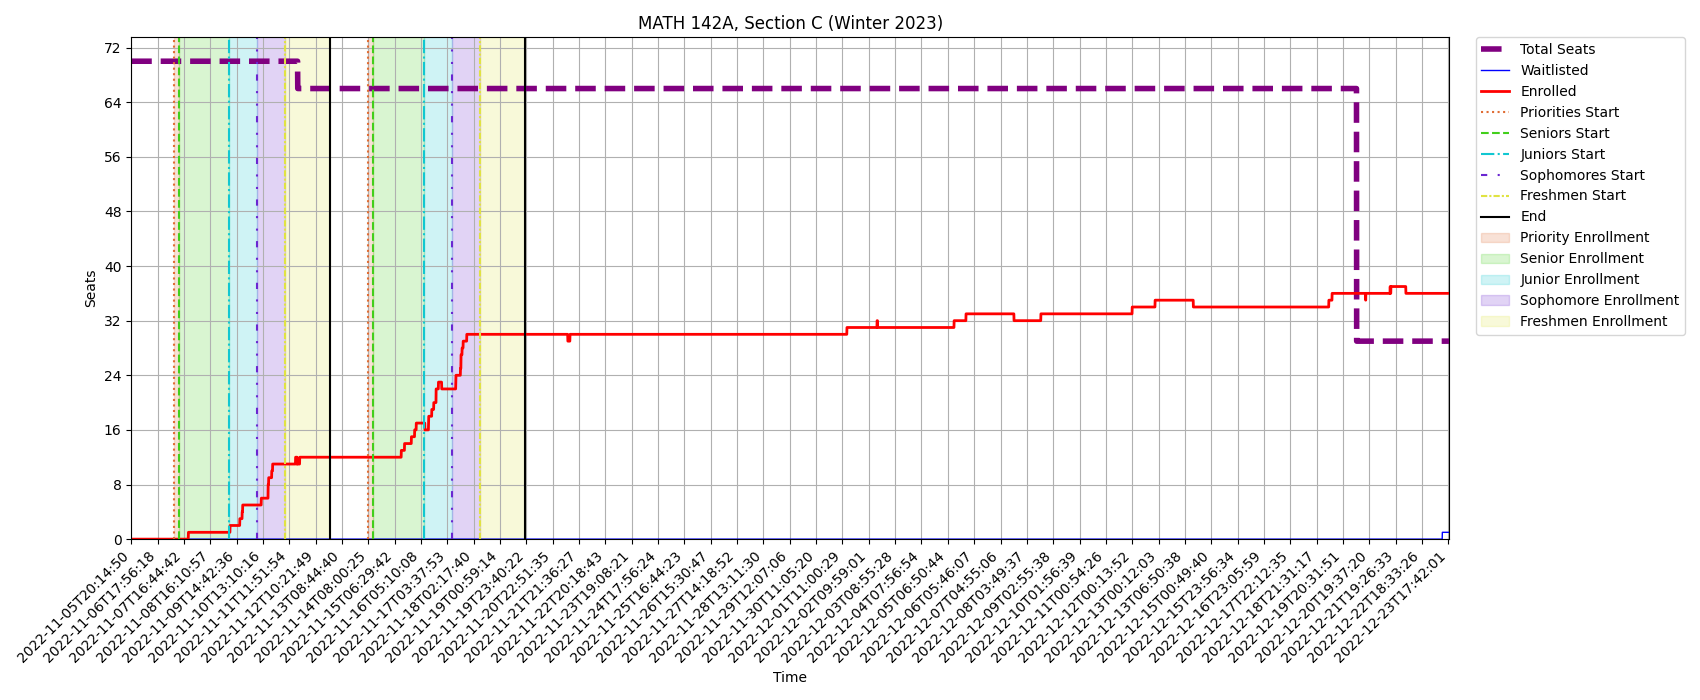 MATH 142A, Section C (Winter 2023)
72
64
56
48
40
32
24
16
8
0
Seats
Total Seats
Waitlisted
Enrolled
Priorities Start
Seniors Start
Juniors Start
Sophomores Start
Freshmen Start
End
Priority Enrollment
Senior Enrollment
Junior Enrollment
Sophomore Enrollment
Freshmen Enrollment
2022-11-05T20:14:50
2022-11-06T17:56:18
2022-11-07T16:44:42
2022-11-08T16:10:57
2022-11-09T14:42:36
2022-11-10T13:10:16
2022-11-11T11:51:54
2022-11-12T10:21:49
2022-11-13T08:44:40
2022-11-14T08:00:25
2022-11-15T06:29:42
2022-11-16T05:10:08
2022-11-17T03:37:53
2022-11-18T02:17:40
2022-11-19T00:59:14
2022-11-19T23:40:22
2022-11-20T22:51:35
2022-11-21T21:36:27
2022-11-22T20:18:43
2022-11-23T19:08:21
2022-11-24T17:56:24
2022-11-25T16:44:23
2022-11-26T15:30:47
2022-11-27T14:18:52
2022-11-28T13:11:30
2022-11-29T12:07:06
2022-11-30T11:05:20
2022-12-01T11:00:29
2022-12-02T09:59:01
2022-12-03T08:55:28
2022-12-04T07:56:54
2022-12-05T06:50:44
2022-12-06T05:46:07
2022-12-07T04:55:06
2022-12-08T03:49:37
2022-12-09T02:55:38
2022-12-10T01:56:39
2022-12-11T00:54:26
2022-12-12T00:13:52
2022-12-13T00:12:03
2022-12-13T06:50:38
2022-12-15T00:49:40
2022-12-15T23:56:34
2022-12-16T23:05:59
2022-12-17T22:12:35
2022-12-18T21:31:17
2022-12-19T20:31:51
2022-12-20T19:37:20
2022-12-21T19:26:33
2022-12-22T18:33:26
2022-12-23T17:42:01
Time